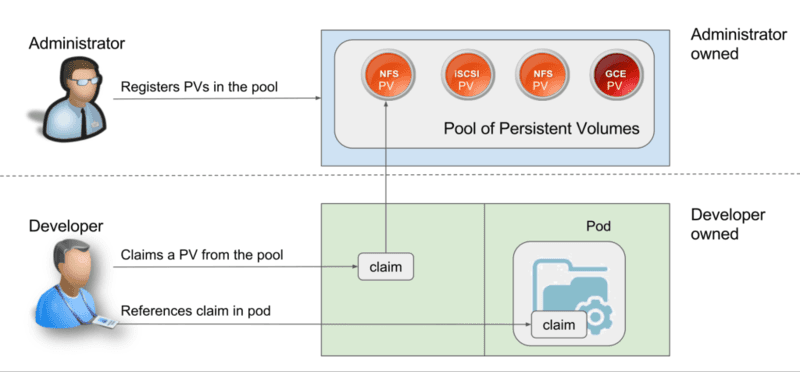 Administrator
Registers PVs in the pool
NFS
PV
iSCSI
PV
NFS
PV
GCE
PV
Pool of Persistent Volumes
Administrator
owned
Developer
Claims a PV from the pool
claim
References claim in pod
Pod
claim
Developer
owned